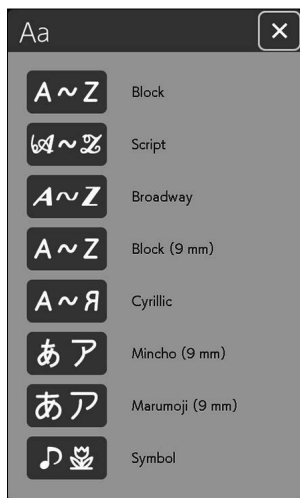 Aa
A~Z Block
A~Z Script
A~Z Broadway
A~Z Block (9 mm)
A~Я Cyrillic
あ ア Mincho (9 mm)
あ ア Marumoji (9 mm)
Symbol